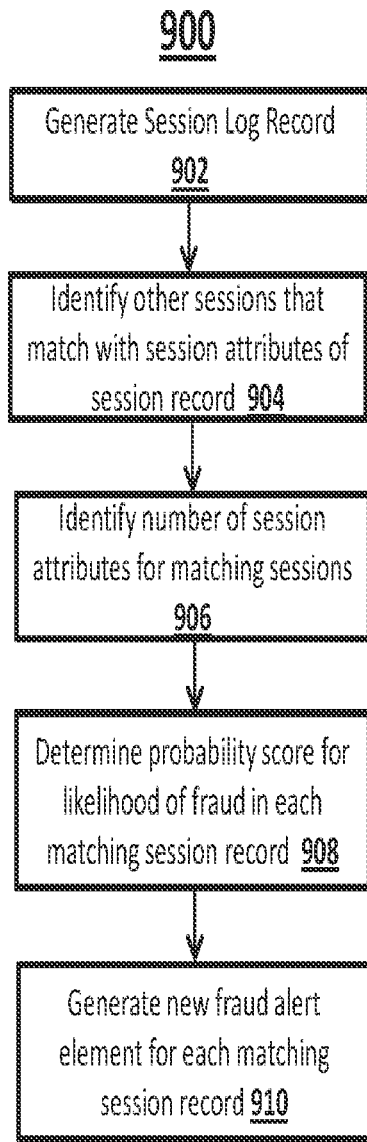 900
Generate Session Log Record
902
Identify other sessions that
match with session attributes of
session record 904
Identify number of session
attributes for matching sessions
906
Determine probability score for
likelihood of fraud in each
matching session record 908
Generate new fraud alert
element for each matching
session record 910